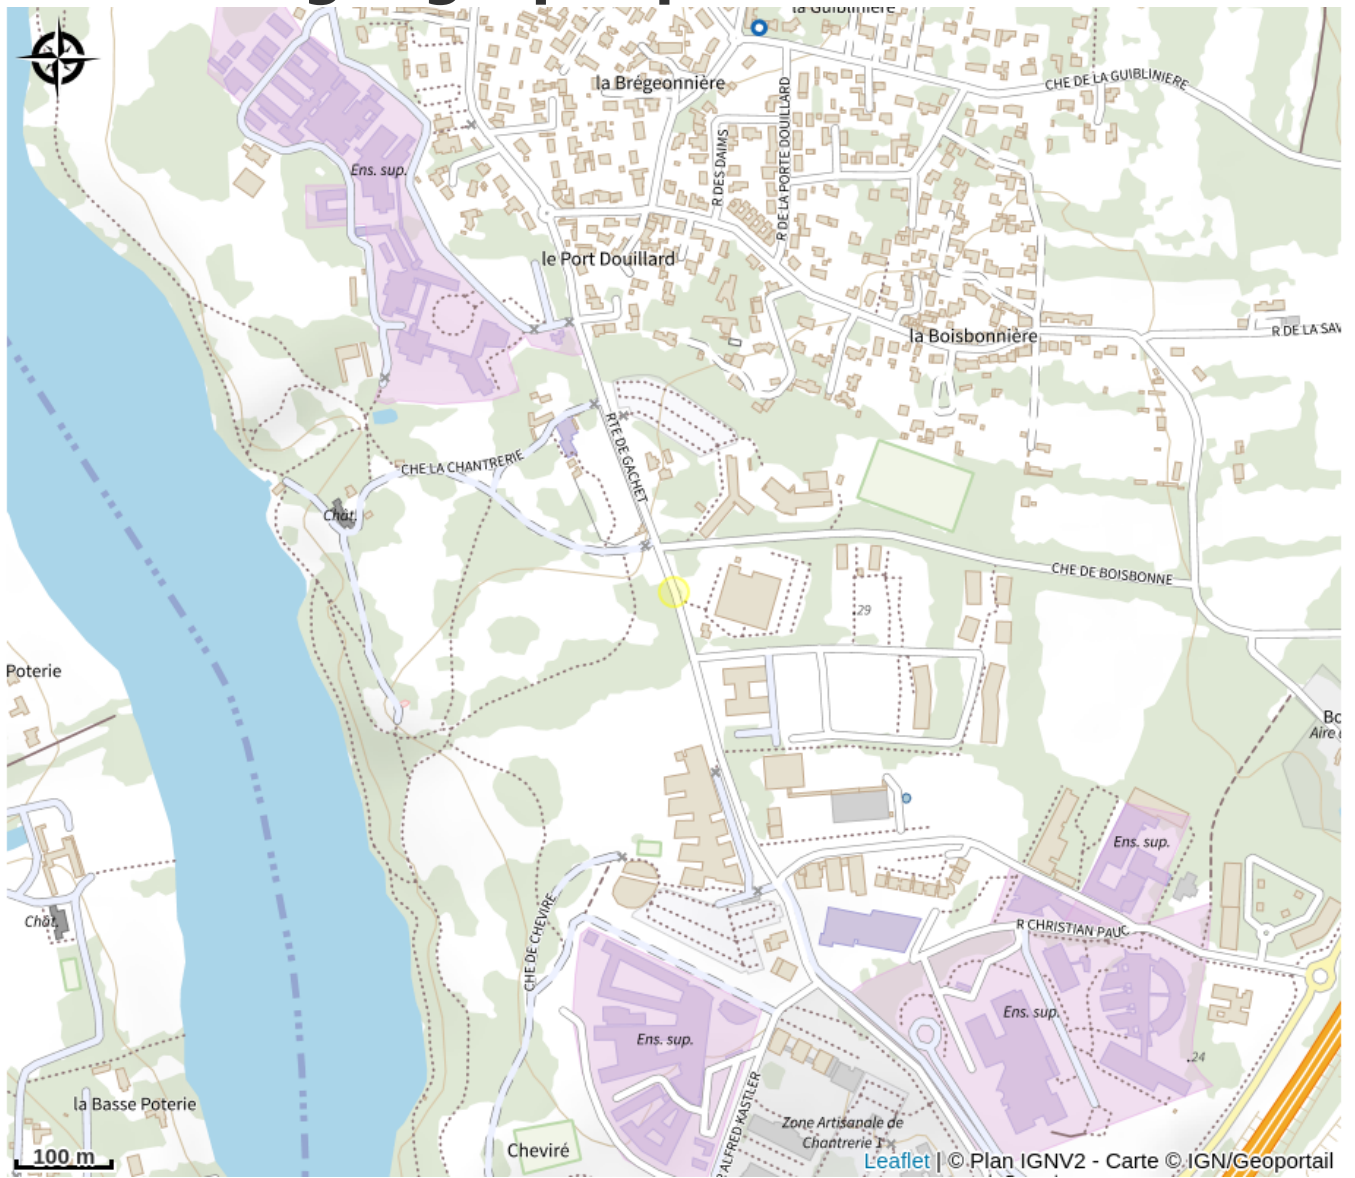 la Guiblinière
la Brégeonnière
CHE DE LA GUIBLINIERE
R DES DAIMS
R DE LA PORTE DOUILLARD
Ens. sup.
le Port Douillard
la Boisbonnière
R DE LA SAV
RTE DE GACHET
CHE LA CHANTRERIE
Chât.
CHE DE BOISBONNE
29
Poterie
Bo
Aire
Ens. sup.
Chât.
CHE DE CHEVIRE
R CHRISTIAN PAUC
Ens. sup.
Ens. sup.
24
la Basse Poterie
R ALFRED KASTLER
Zone Artisanale de
Chantrerie 1
Cheviré
100 m
Leaflet | © Plan IGNV2 - Carte © IGN/Geoportail